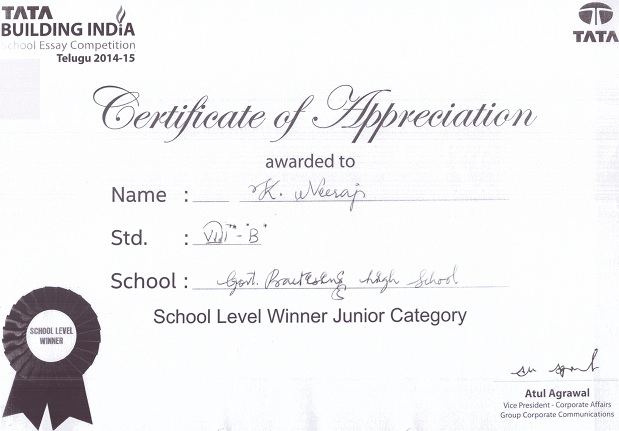 TATA
BUILDING INDIA
School Essay Competition
Telugu 2014-15
TATA
Certificate of Appreciation
awarded to
Name : K. Neeraj
Std. : VIII - "B"
School : Govt. Practising High School
School Level Winner Junior Category
SCHOOL LEVEL
WINNER
Atul Agrawal
Vice President - Corporate Affairs
Group Corporate Communications